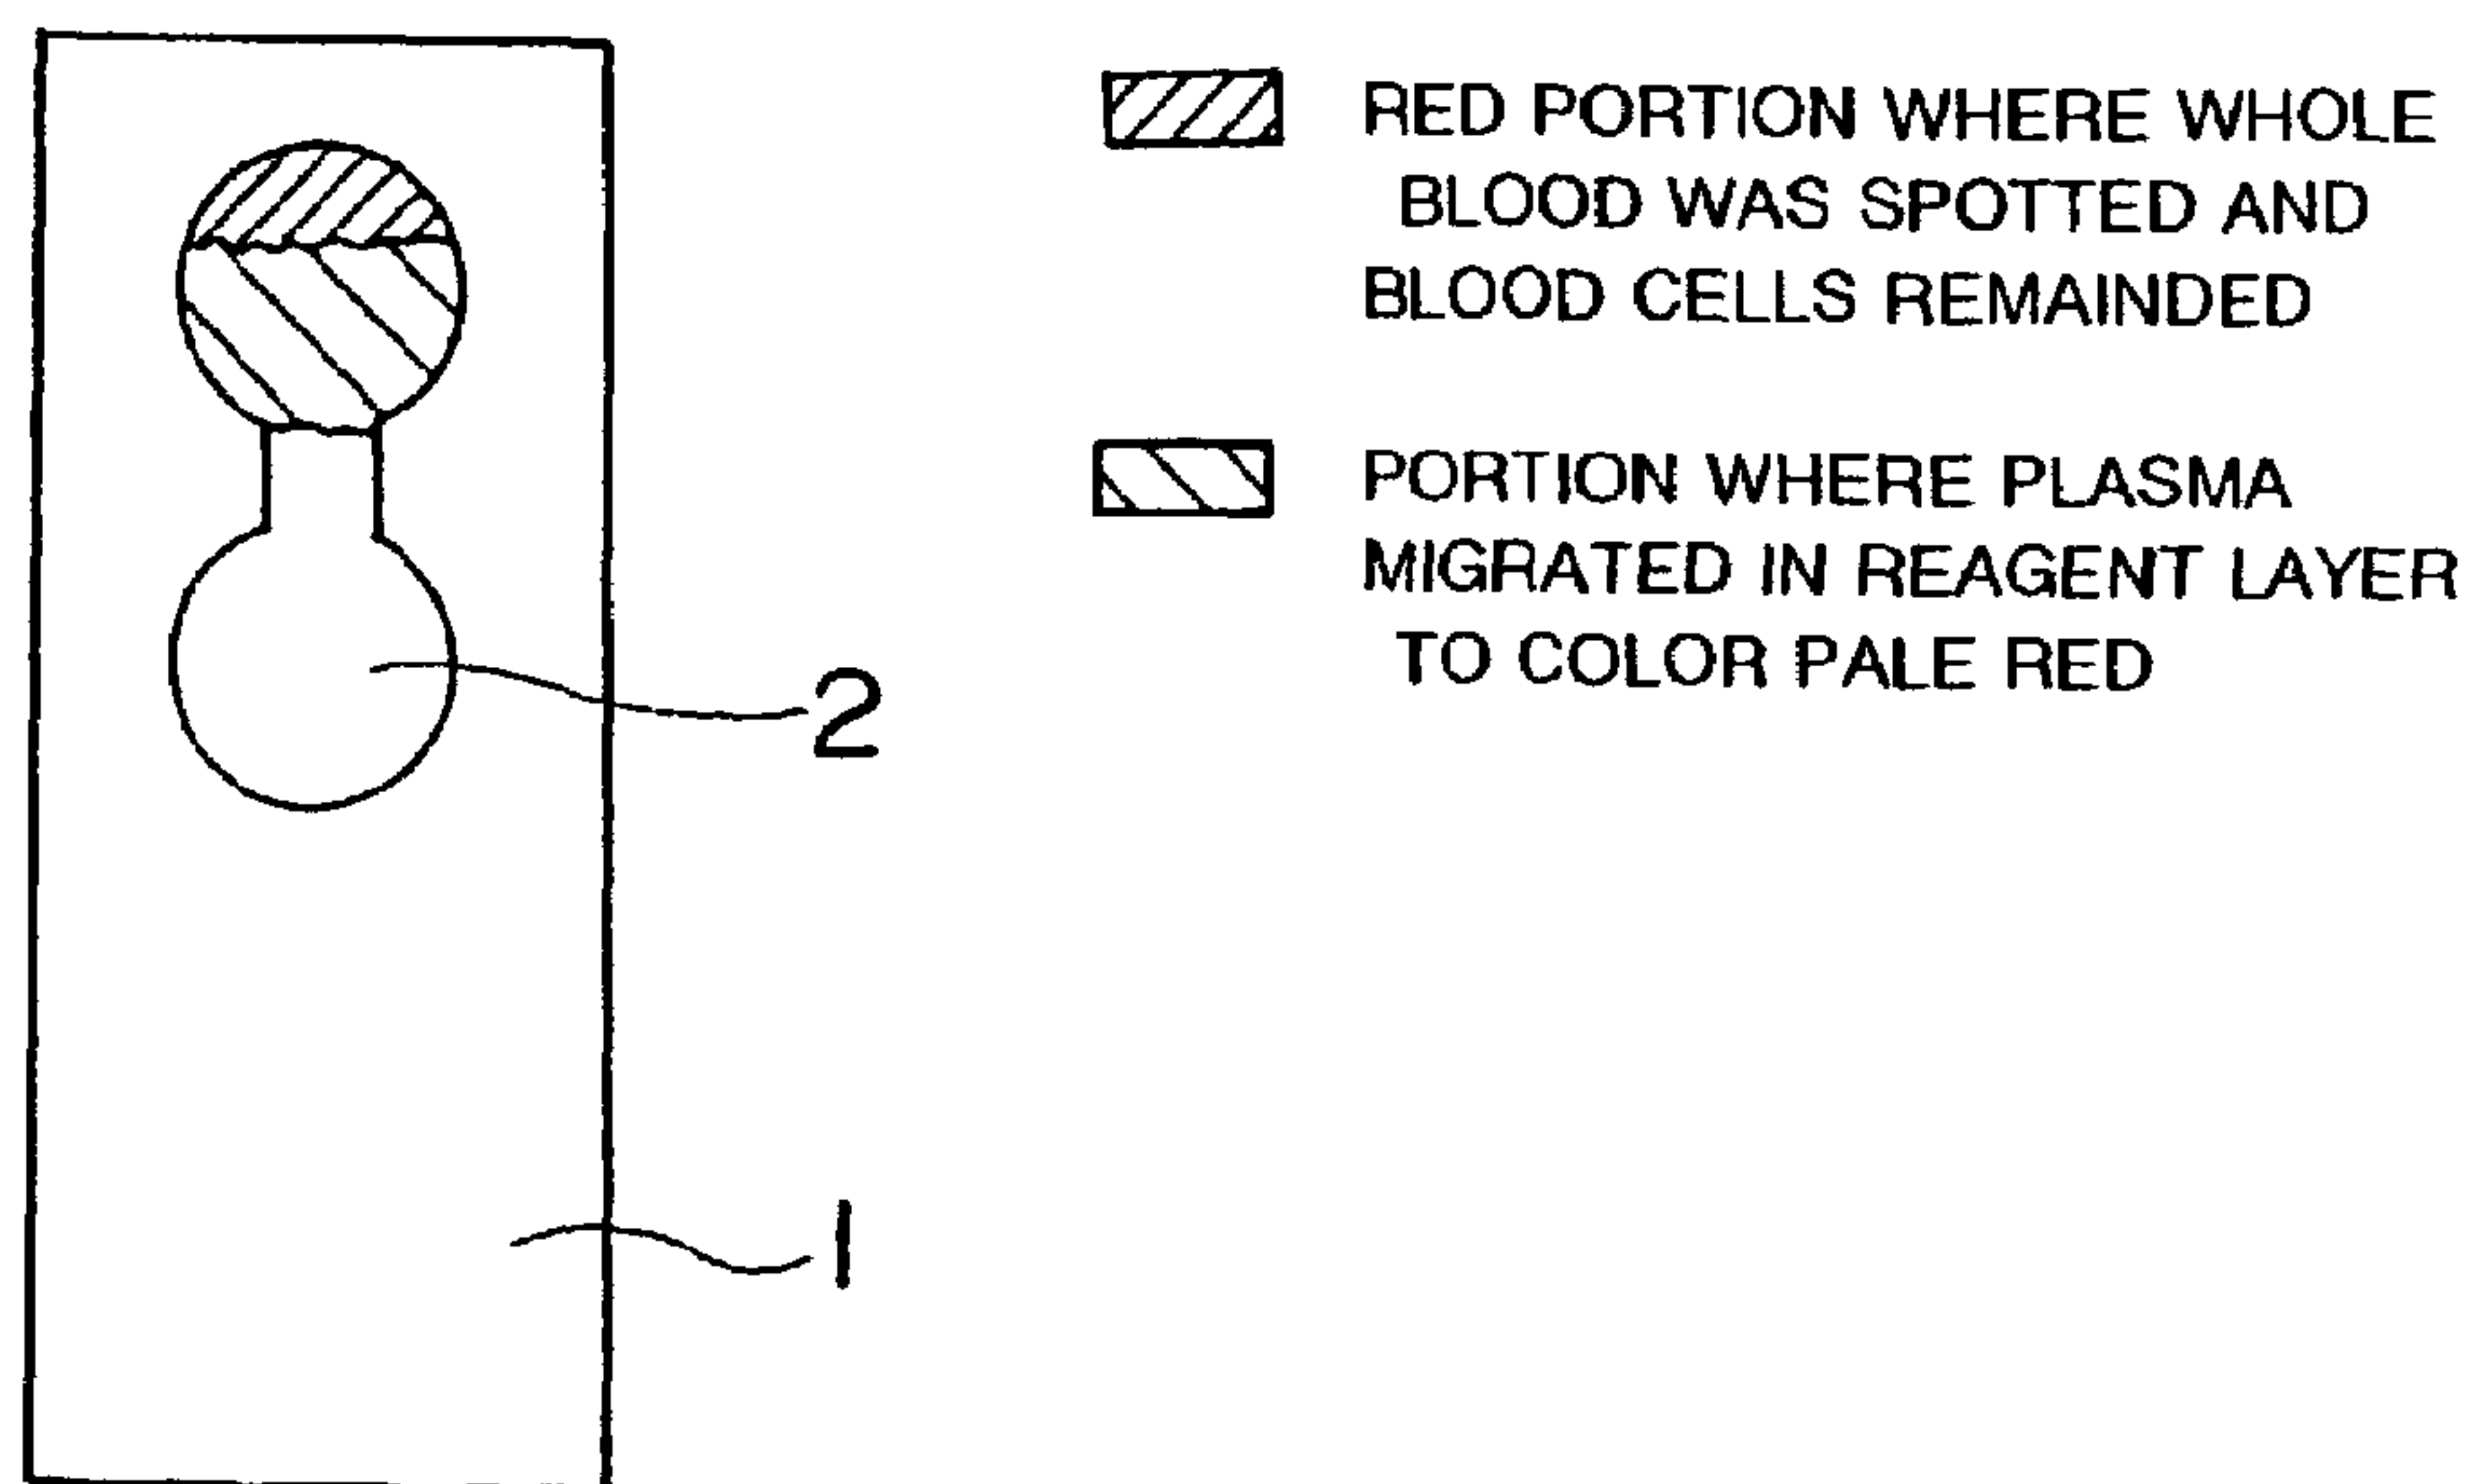 RED PORTION WHERE WHOLE
BLOOD WAS SPOTTED AND
BLOOD CELLS REMAINDED
PORTION WHERE PLASMA
MIGRATED IN REAGENT LAYER
TO COLOR PALE RED
2
1